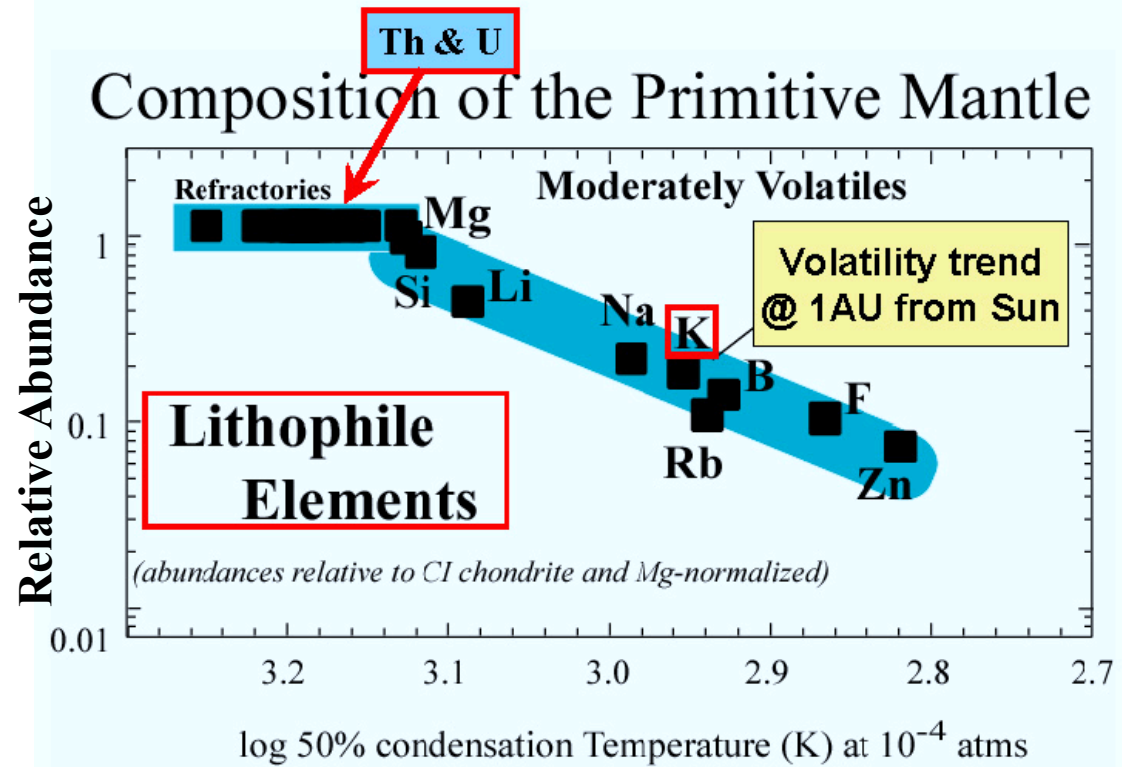 Th & U
Composition of the Primitive Mantle
Refractories
Moderately Volatiles
Mg
Volatility trend
@ 1AU from Sun
1
Si
Li
Na
K
B
F
Rb
Zn
0.1
Lithophile
Elements
(abundances relative to CI chondrite and Mg-normalized)
0.01
Relative Abundance
3.2 3.1 3.0 2.9 2.8 2.7
log 50% condensation Temperature (K) at 10⁻⁴ atms